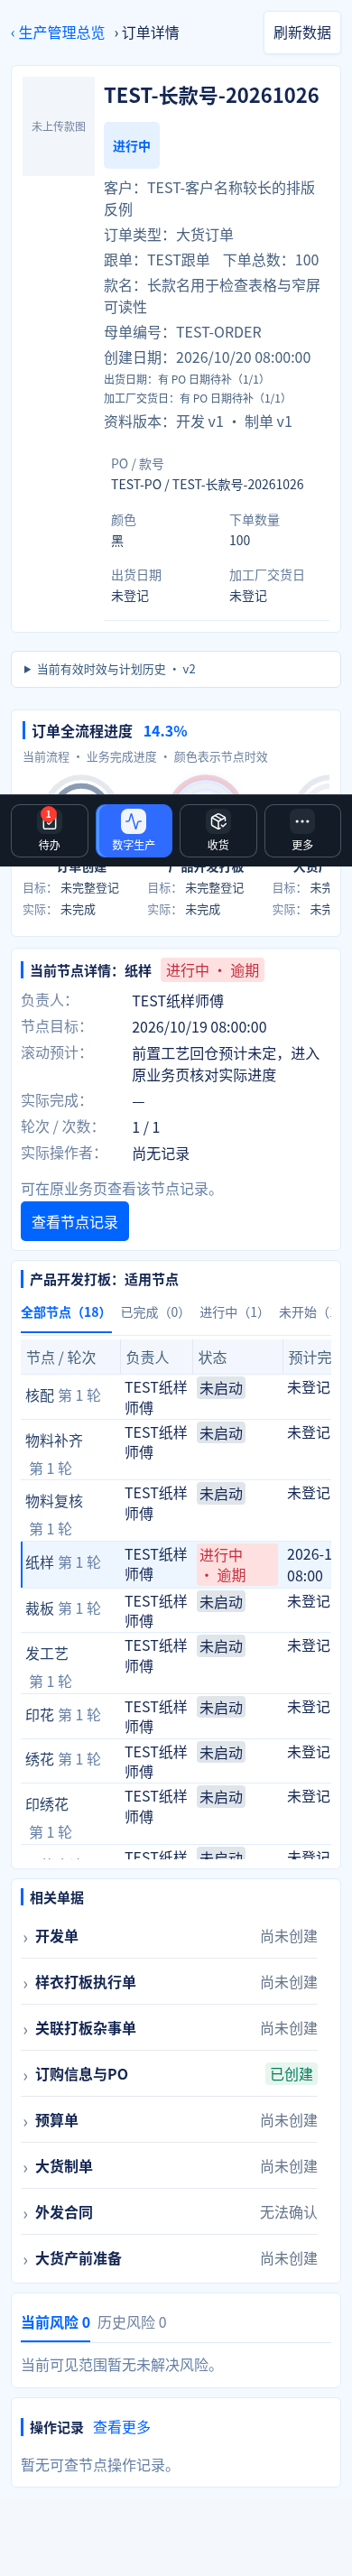 ‹ 生产管理总览 › 订单详情
刷新数据
未上传款图
TEST-长款号-20261026
进行中
客户：TEST-客户名称较长的排版
反例
订单类型：大货订单
跟单：TEST跟单 下单总数：100
款名：长款名用于检查表格与窄屏
可读性
母单编号：TEST-ORDER
创建日期：2026/10/20 08:00:00
出货日期：有 PO 日期待补（1/1）
加工厂交货日：有 PO 日期待补（1/1）
资料版本：开发 v1 · 制单 v1
PO / 款号
TEST-PO / TEST-长款号-20261026
颜色 下单数量
黑 100
出货日期 加工厂交货日
未登记 未登记
▶ 当前有效时效与计划历史 · v2
订单全流程进度 14.3%
当前流程 · 业务完成进度 · 颜色表示节点时效
1
待办 数字生产 收货 更多
订单创建 产品开发打板
目标： 未完整登记 目标： 未完整登记 目标： 未完
实际： 未完成 实际： 未完成 实际： 未完
当前节点详情：纸样 进行中 · 逾期
负责人： TEST纸样师傅
节点目标： 2026/10/19 08:00:00
滚动预计： 前置工艺回仓预计未定，进入
原业务页核对实际进度
实际完成： —
轮次 / 次数： 1 / 1
实际操作者： 尚无记录
可在原业务页查看该节点记录。
查看节点记录
产品开发打板：适用节点
全部节点（18） 已完成（0） 进行中（1） 未开始（
节点 / 轮次 负责人 状态 预计完
核配 第 1 轮 TEST纸样师傅 未启动 未登记
物料补齐 第 1 轮 TEST纸样师傅 未启动 未登记
物料复核 第 1 轮 TEST纸样师傅 未启动 未登记
纸样 第 1 轮 TEST纸样师傅 进行中 · 逾期 2026-1 08:00
裁板 第 1 轮 TEST纸样师傅 未启动 未登记
发工艺 第 1 轮 TEST纸样师傅 未启动 未登记
印花 第 1 轮 TEST纸样师傅 未启动 未登记
绣花 第 1 轮 TEST纸样师傅 未启动 未登记
印绣花 第 1 轮 TEST纸样师傅 未启动 未登记
TEST纸样 未启动 未登记
相关单据
› 开发单 尚未创建
› 样衣打板执行单 尚未创建
› 关联打板杂事单 尚未创建
› 订购信息与PO 已创建
› 预算单 尚未创建
› 大货制单 尚未创建
› 外发合同 无法确认
› 大货产前准备 尚未创建
当前风险 0 历史风险 0
当前可见范围暂无未解决风险。
操作记录 查看更多
暂无可查节点操作记录。